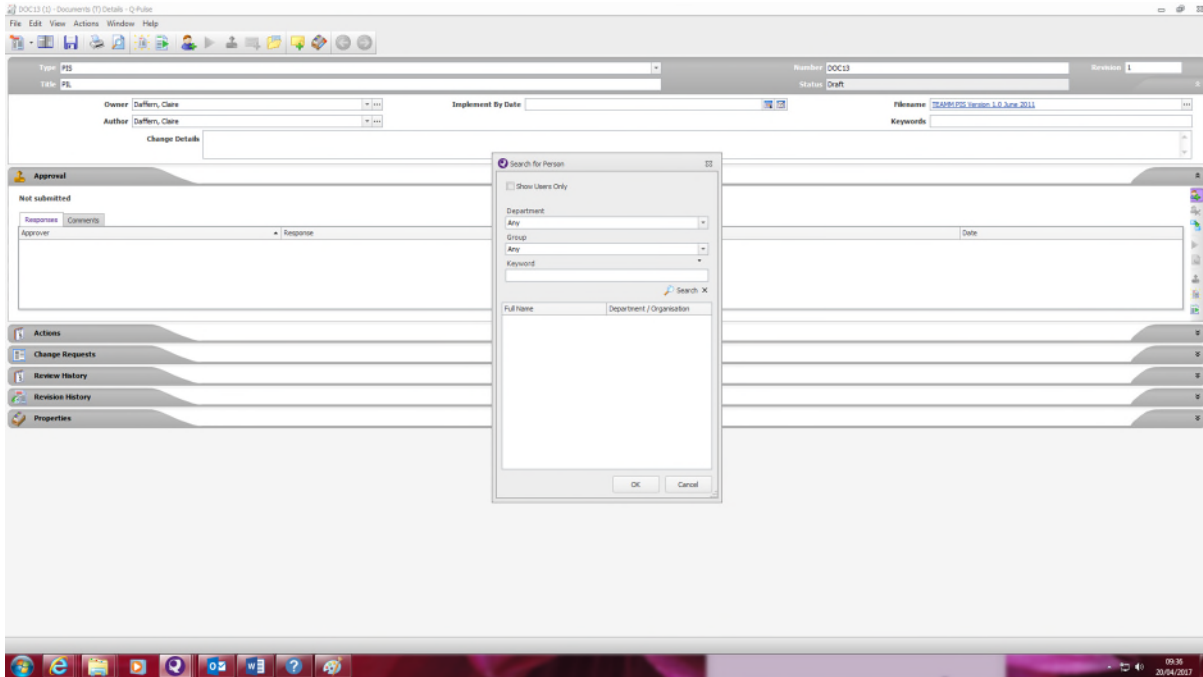 DOC13 (1) - Documents (T) Details - Q-Pulse
File Edit View Actions Window Help
Type PIS Number DOC13 Revision 1
Title PIL Status Draft
Owner Daffern, Claire Implement By Date Filename TEAMM PIS Version 1.0 June 2011
Author Daffern, Claire Keywords
Change Details
Search for Person
Approval
Show Users Only
Not submitted
Department
Responses Comments
Any
Approver Response Date
Group
Any
Keyword
Search X
Full Name Department / Organisation
Actions
Change Requests
Review History
Revision History
Properties
OK Cancel
09:36
20/04/2017